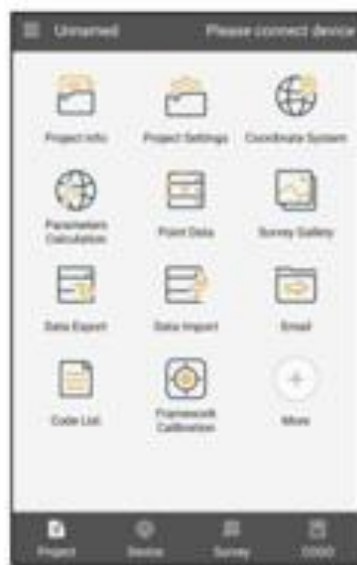 Unnamed Please connect device
Project Info Project Settings Coordinate System
Parameters Calculation Point Data Survey Gallery
Data Export Data Import Email
Code List Framework Calibration More
Project Device Survey COGO